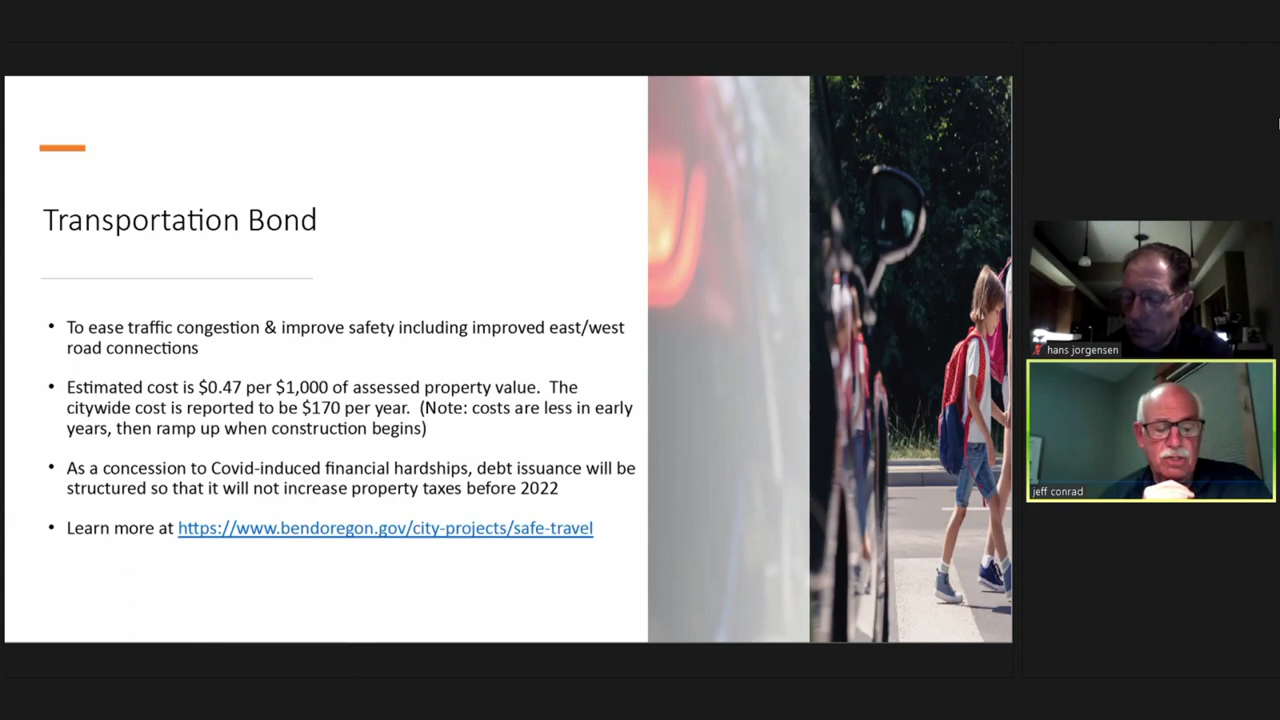 Transportation Bond
• To ease traffic congestion & improve safety including improved east/west
road connections
• Estimated cost is $0.47 per $1,000 of assessed property value.  The
citywide cost is reported to be $170 per year.  (Note: costs are less in early
years, then ramp up when construction begins)
• As a concession to Covid-induced financial hardships, debt issuance will be
structured so that it will not increase property taxes before 2022
• Learn more at https://www.bendoregon.gov/city-projects/safe-travel
hans jorgensen
jeff conrad